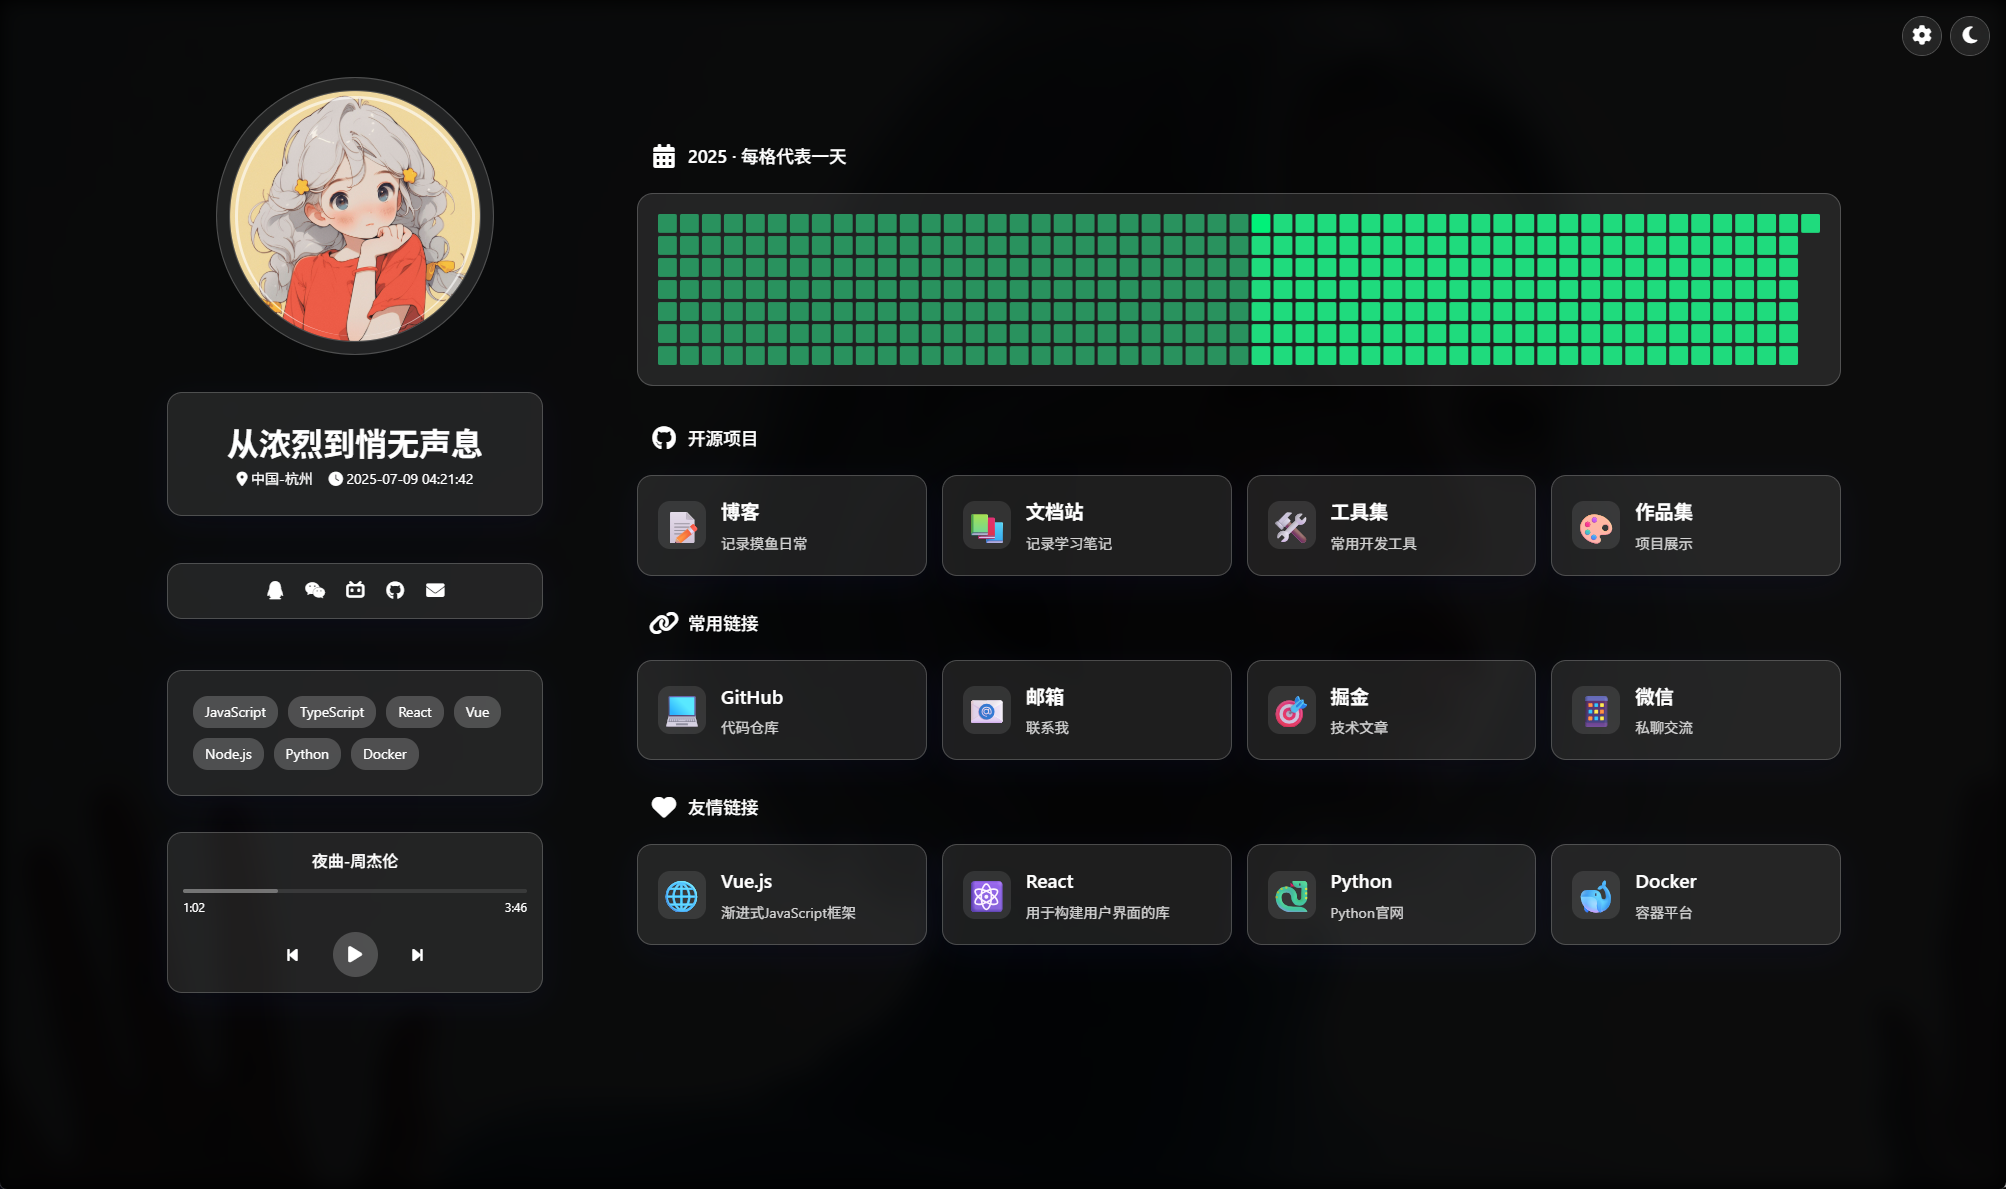 从浓烈到悄无声息
中国-杭州 2025-07-09 04:21:42
JavaScript TypeScript React Vue
Node.js Python Docker
夜曲-周杰伦
1:02 3:46
2025 · 每格代表一天
开源项目
博客
记录摸鱼日常
文档站
记录学习笔记
工具集
常用开发工具
作品集
项目展示
常用链接
GitHub
代码仓库
邮箱
联系我
掘金
技术文章
微信
私聊交流
友情链接
Vue.js
渐进式JavaScript框架
React
用于构建用户界面的库
Python
Python官网
Docker
容器平台